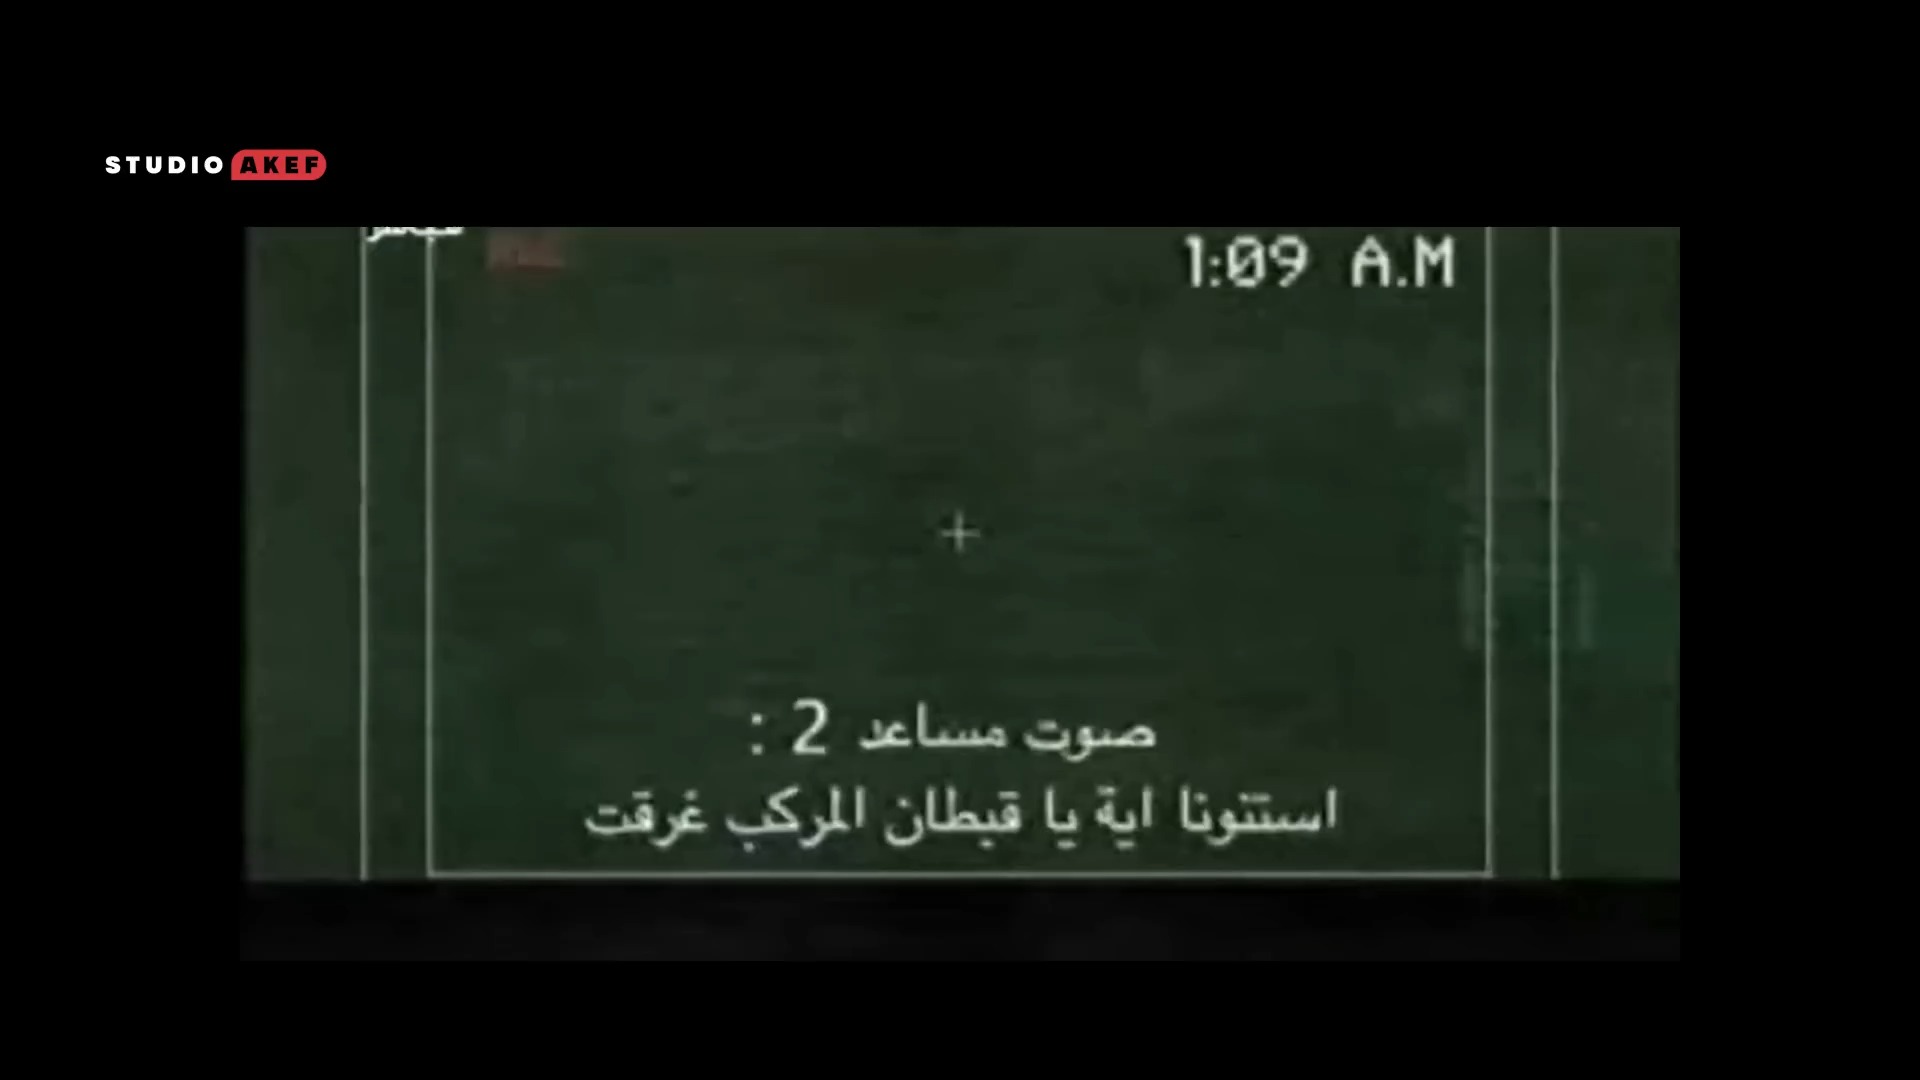 STUDIO AKEF
1:09 A.M
صوت مساعد 2 :
استنونا اية يا قبطان المركب غرقت